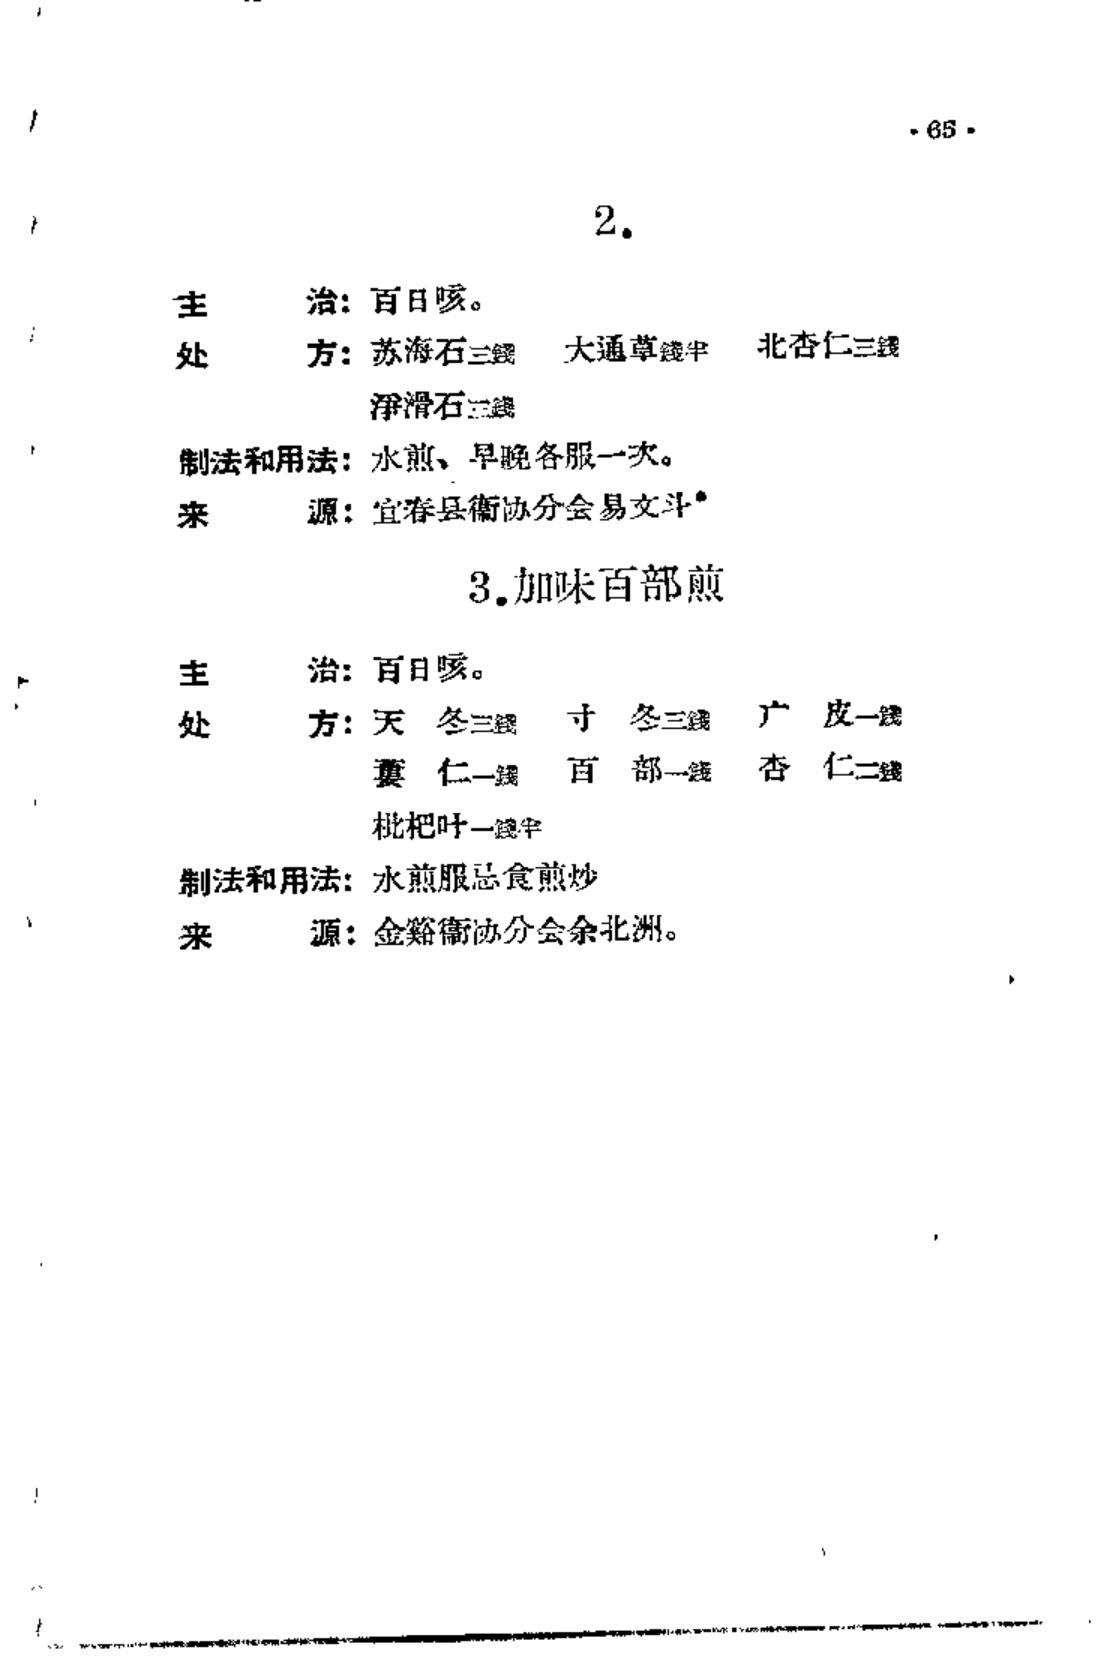 ·65·
2.
主　　治：百日咳。
处　　方：苏海石三錢　大通草錢半　北杏仁三錢
淨滑石三錢
制法和用法：水煎、早晚各服一次。
来　　源：宜春县衞协分会易文斗
3.加味百部煎
主　　治：百日咳。
处　　方：天　冬三錢　寸　冬三錢　广　皮一錢
蔞　仁一錢　百　部一錢　杏　仁二錢
枇杷叶一錢半
制法和用法：水煎服忌食煎炒
来　　源：金谿衞协分会余北洲。